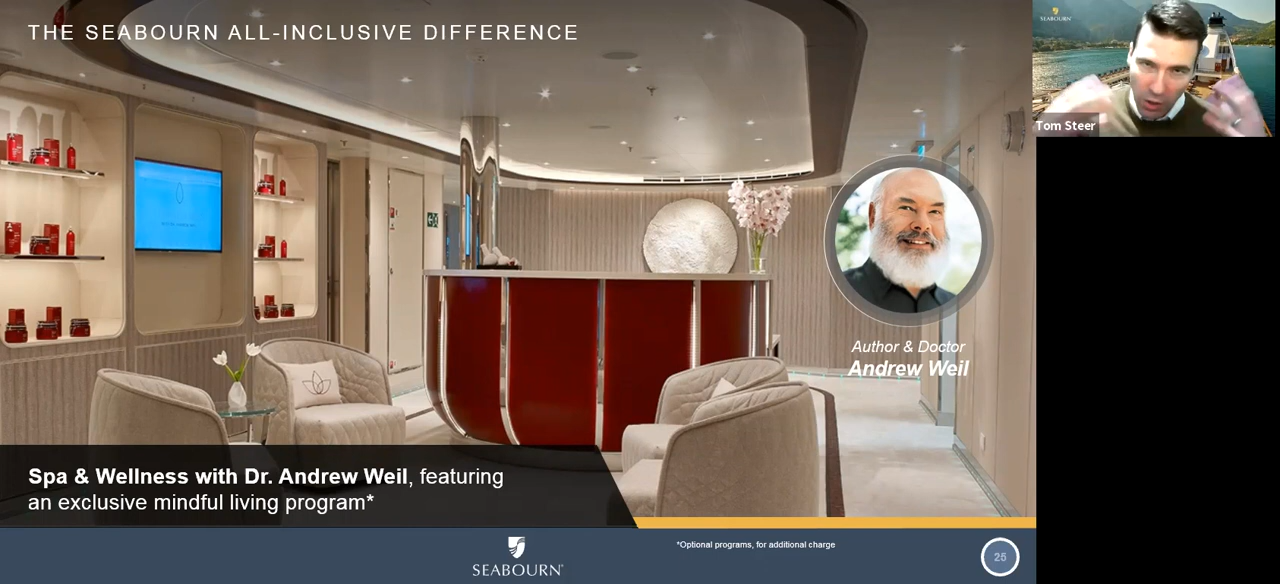 THE SEABOURN ALL-INCLUSIVE DIFFERENCE
SEABOURN
Tom Steer
Author & Doctor
Andrew Weil
Spa & Wellness with Dr. Andrew Weil, featuring
an exclusive mindful living program*
*Optional programs, for additional charge
SEABOURN®
25